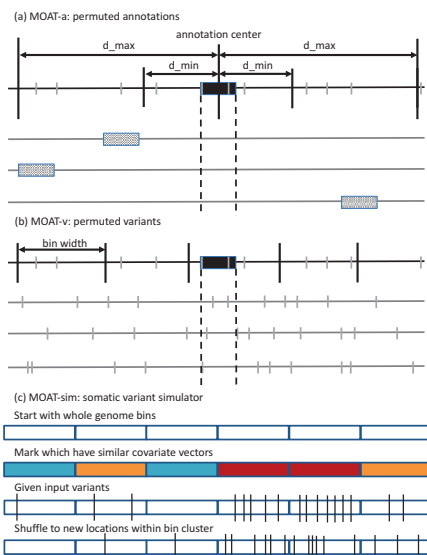 (a) MOAT-a: permuted annotations
annotation center
d_max d_max
d_min d_min
(b) MOAT-v: permuted variants
bin width
(c) MOAT-sim: somatic variant simulator
Start with whole genome bins
Mark which have similar covariate vectors
Given input variants
Shuffle to new locations within bin cluster